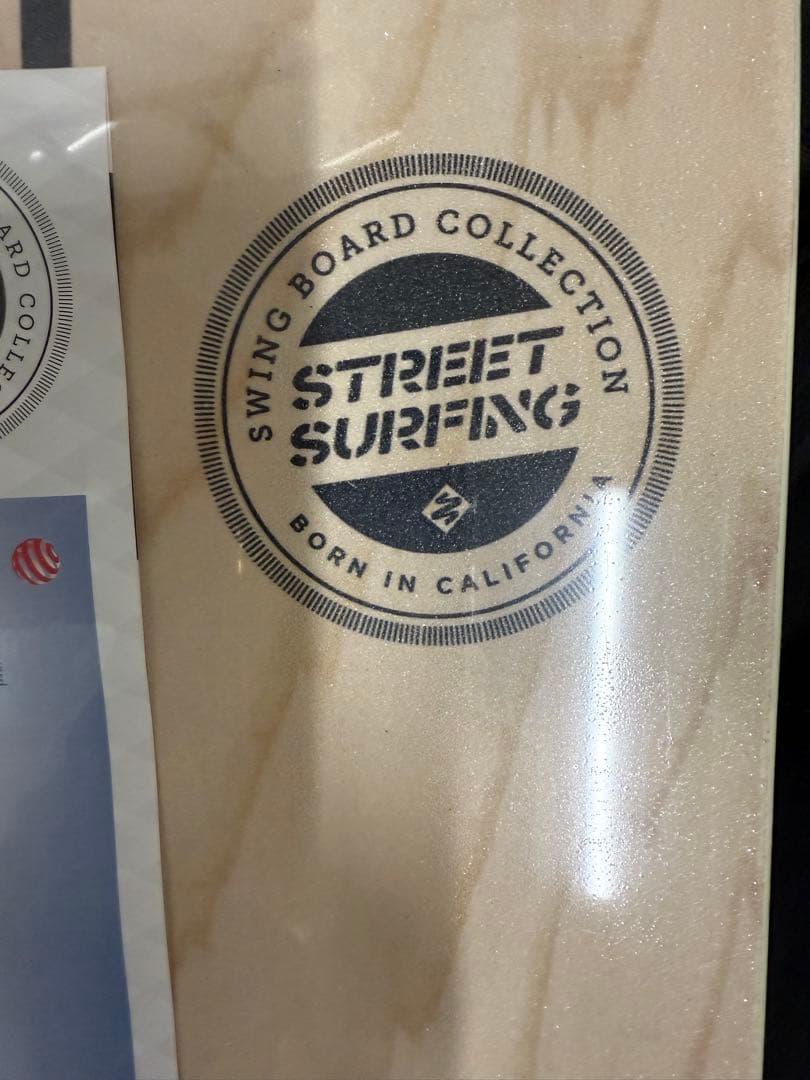 SWING BOARD COLLECTION
STREET
SURFING
BORN IN CALIFORNIA